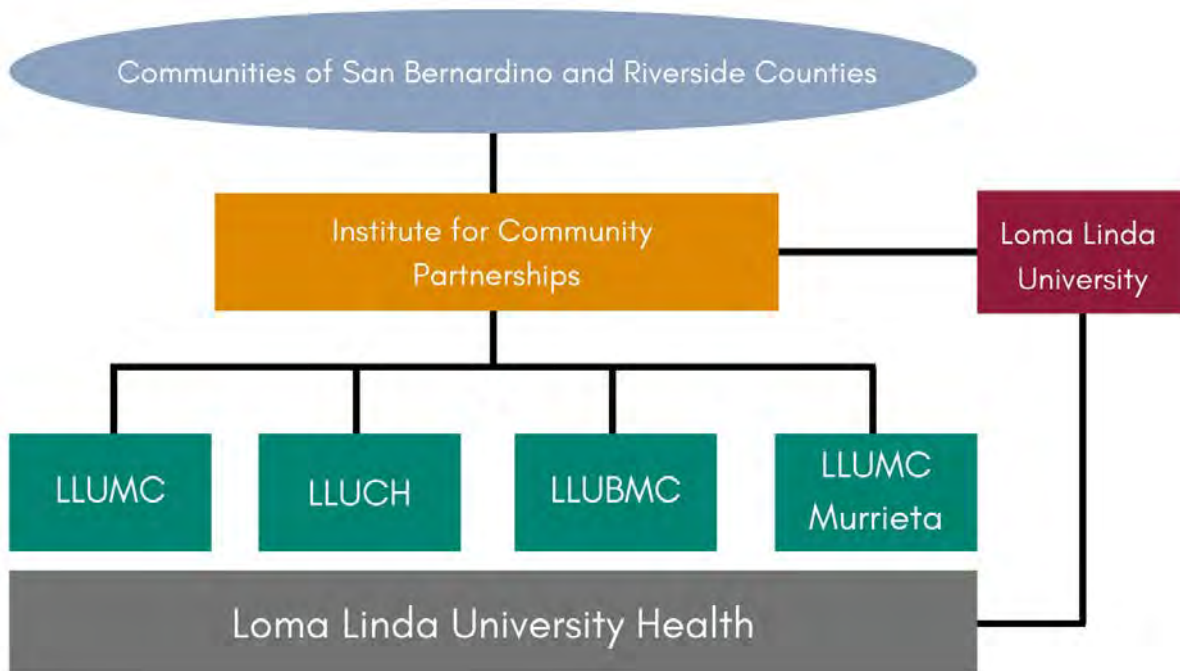 Communities of San Bernardino and Riverside Counties
Institute for Community
Partnerships
Loma Linda
University
LLUMC
LLUCH
LLUBMC
LLUMC
Murrieta
Loma Linda University Health